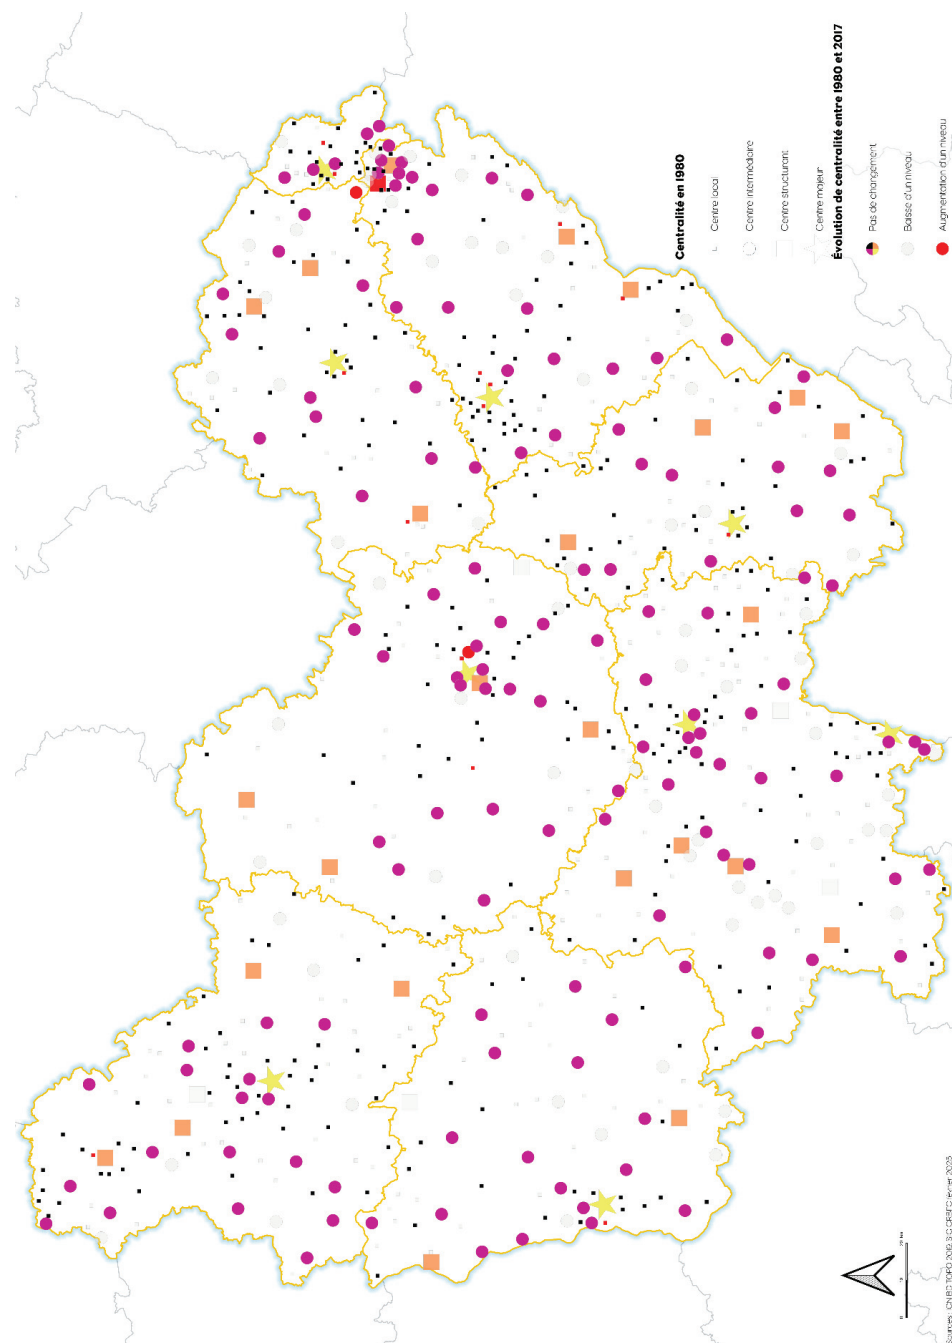 Centralité en 1980
Centre local
Centre intermédiaire
Centre structurant
Centre majeur
Évolution de centralité entre 1980 et 2017
Pas de changement
Baisse d'un niveau
Augmentation d'un niveau